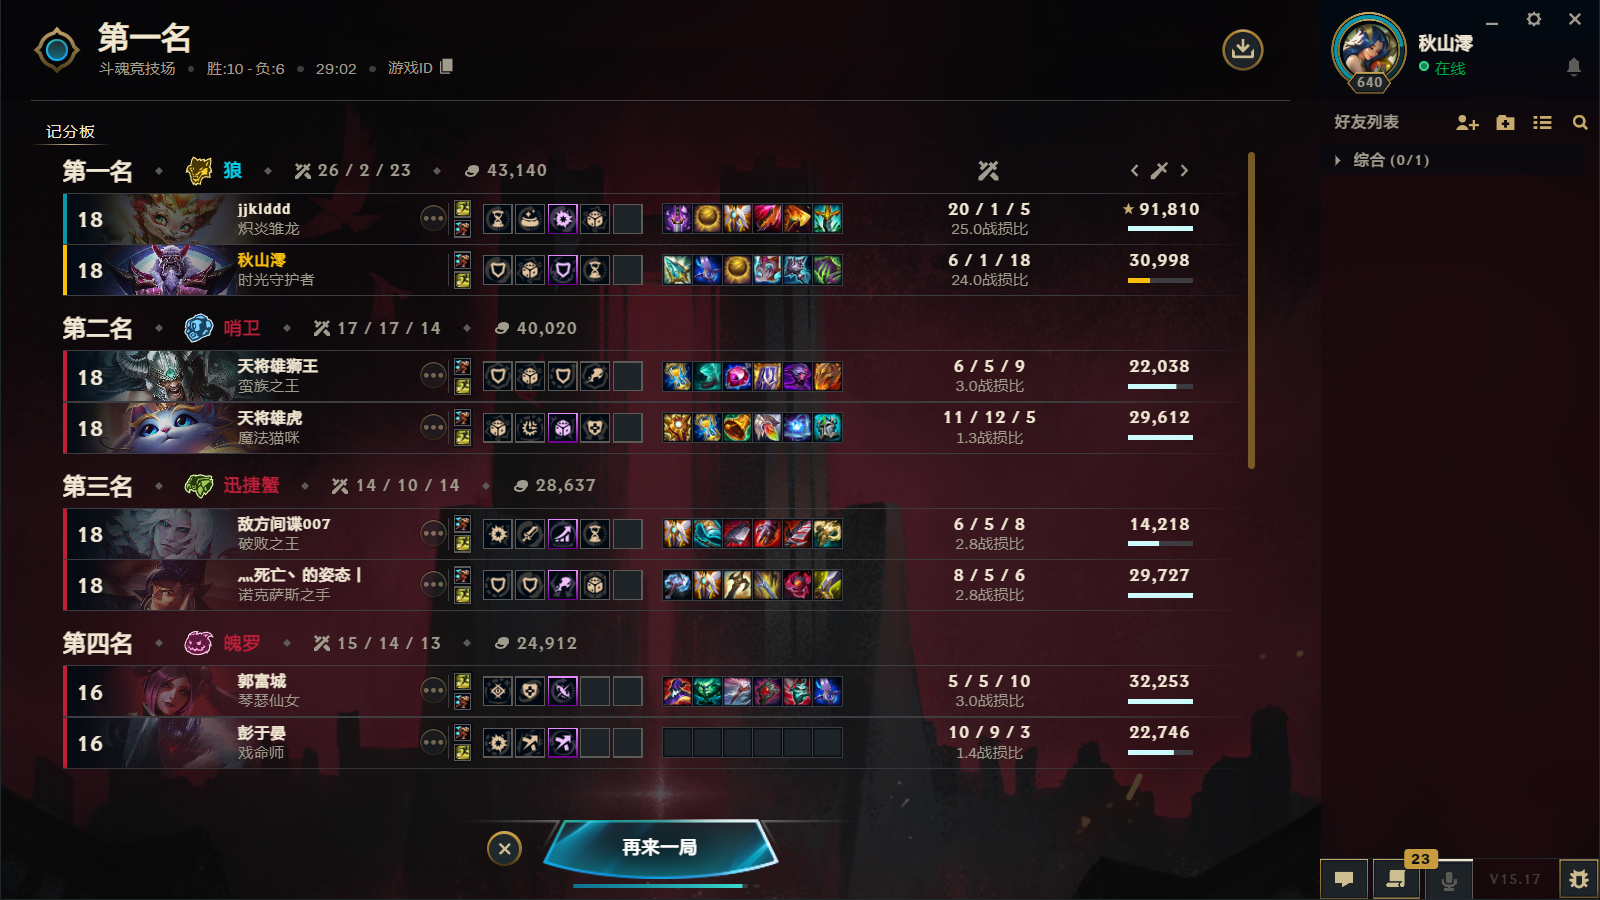 第一名
斗魂竞技场 • 胜:10 - 负:6 • 29:02 • 游戏ID
记分板
第一名 狼 26 / 2 / 23 43,140
18 jjklddd 20 / 1 / 5 91,810
炽炎雏龙 25.0战损比
18 秋山澪 6 / 1 / 18 30,998
时光守护者 24.0战损比
第二名 哨卫 17 / 17 / 14 40,020
18 天将雄狮王 6 / 5 / 9 22,038
蛮族之王 3.0战损比
18 天将雄虎 11 / 12 / 5 29,612
魔法猫咪 1.3战损比
第三名 迅捷蟹 14 / 10 / 14 28,637
18 敌方间谍007 6 / 5 / 8 14,218
破败之王 2.8战损比
18 灬死亡丶的姿态丨 8 / 5 / 6 29,727
诺克萨斯之手 2.8战损比
第四名 魄罗 15 / 14 / 13 24,912
16 郭富城 5 / 5 / 10 32,253
琴瑟仙女 3.0战损比
16 彭于晏 10 / 9 / 3 22,746
戏命师 1.4战损比
再来一局
秋山澪
在线
640
好友列表
综合 (0/1)
23
V15.17